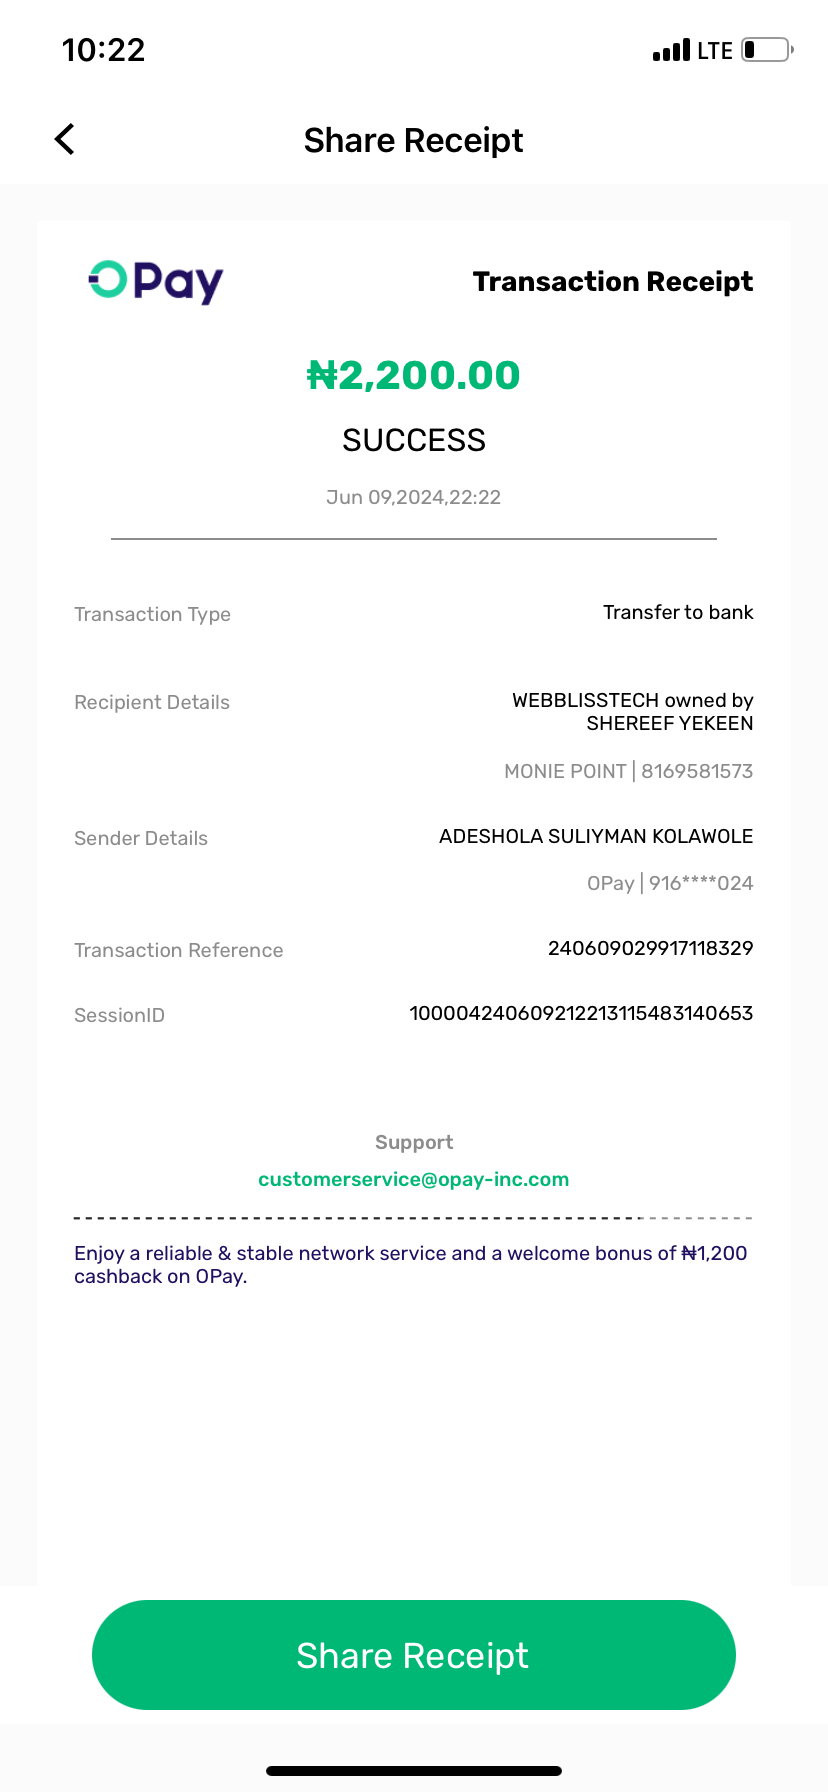 10:22
LTE
Share Receipt
OPay
Transaction Receipt
₦2,200.00
SUCCESS
Jun 09,2024,22:22
Transaction Type
Transfer to bank
Recipient Details
WEBBLISSTECH owned by
SHEREEF YEKEEN
MONIE POINT | 8169581573
Sender Details
ADESHOLA SULIYMAN KOLAWOLE
OPay | 916****024
Transaction Reference
240609029917118329
SessionID
100004240609212213115483140653
Support
customerservice@opay-inc.com
Enjoy a reliable & stable network service and a welcome bonus of ₦1,200
cashback on OPay.
Share Receipt